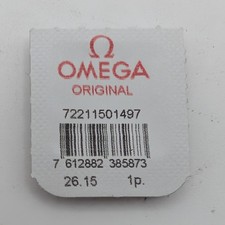 Ω
OMEGA
ORIGINAL
72211501497
7 612882 385873
26.15 1p.